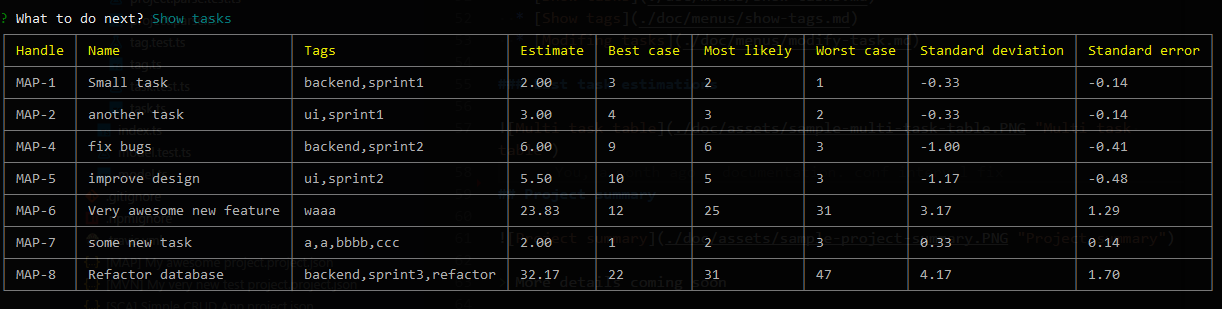 ? What to do next? Show tasks
Handle Name Tags Estimate Best case Most likely Worst case Standard deviation Standard error
MAP-1 Small task backend,sprint1 2.00 3 2 1 -0.33 -0.14
MAP-2 another task ui,sprint1 3.00 4 3 2 -0.33 -0.14
MAP-4 fix bugs backend,sprint2 6.00 9 6 3 -1.00 -0.41
MAP-5 improve design ui,sprint2 5.50 10 5 3 -1.17 -0.48
MAP-6 Very awesome new feature waaa 23.83 12 25 31 3.17 1.29
MAP-7 some new task a,a,bbbb,ccc 2.00 1 2 3 0.33 0.14
MAP-8 Refactor database backend,sprint3,refactor 32.17 22 31 47 4.17 1.70